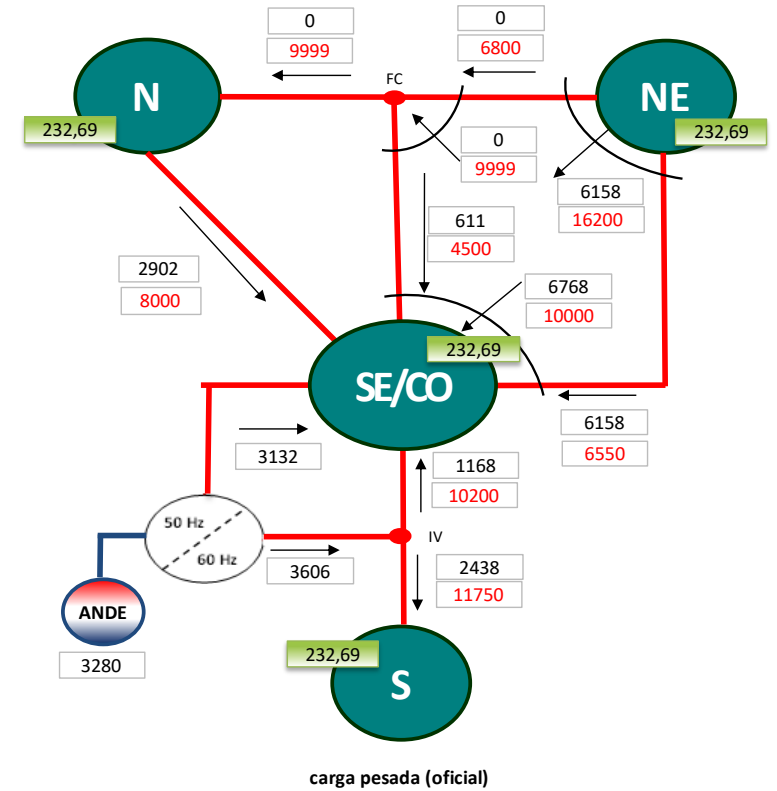 0
9999
0
6800
FC
N
NE
232,69
232,69
0
9999
6158
16200
611
4500
2902
8000
6768
10000
232,69
SE/CO
6158
6550
3132
1168
10200
50 Hz
60 Hz
IV
3606
2438
11750
ANDE
3280
232,69
S
carga pesada (oficial)